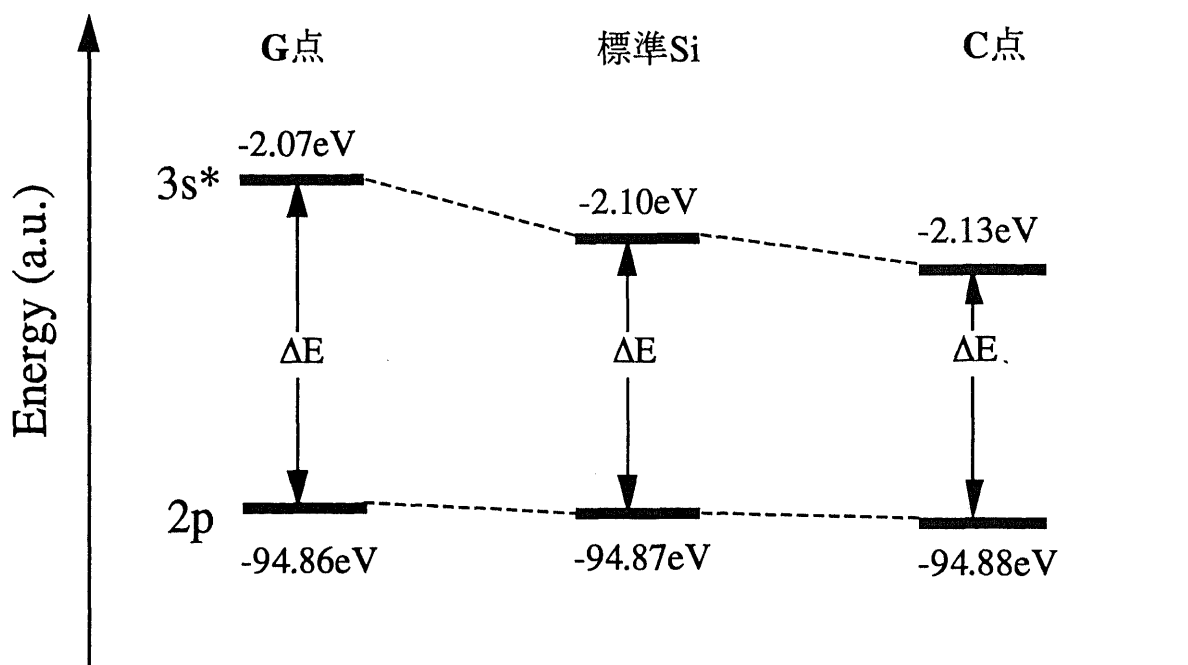 G点
標準Si
C点
-2.07eV
3s*
-2.10eV
-2.13eV
Energy (a.u.)
ΔE
ΔE
ΔE
2p
-94.86eV
-94.87eV
-94.88eV